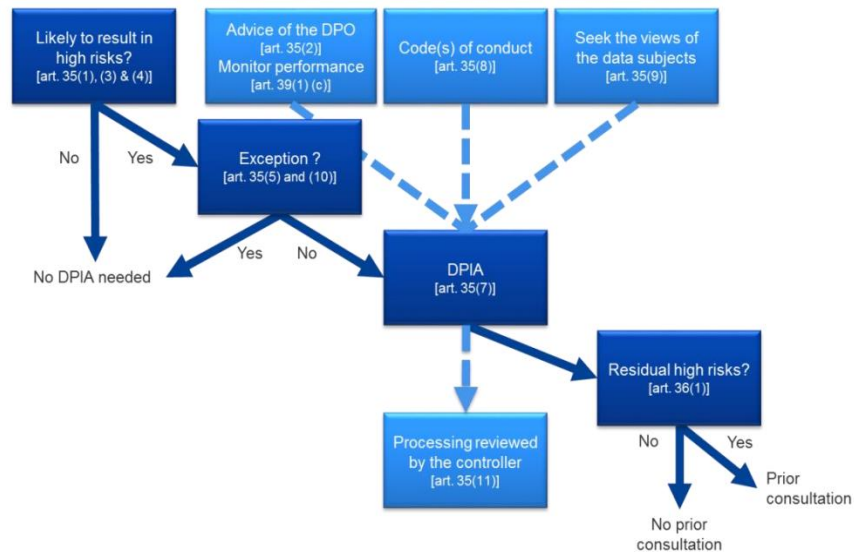 Likely to result in
high risks?
[art. 35(1), (3) & (4)]
Advice of the DPO
[art. 35(2)]
Monitor performance
[art. 39(1) (c)]
Code(s) of conduct
[art. 35(8)]
Seek the views of
the data subjects
[art. 35(9)]
No
Yes
Exception ?
[art. 35(5) and (10)]
Yes
No
No DPIA needed
DPIA
[art. 35(7)]
Residual high risks?
[art. 36(1)]
Processing reviewed
by the controller
[art. 35(11)]
No
Yes
Prior
consultation
No prior
consultation